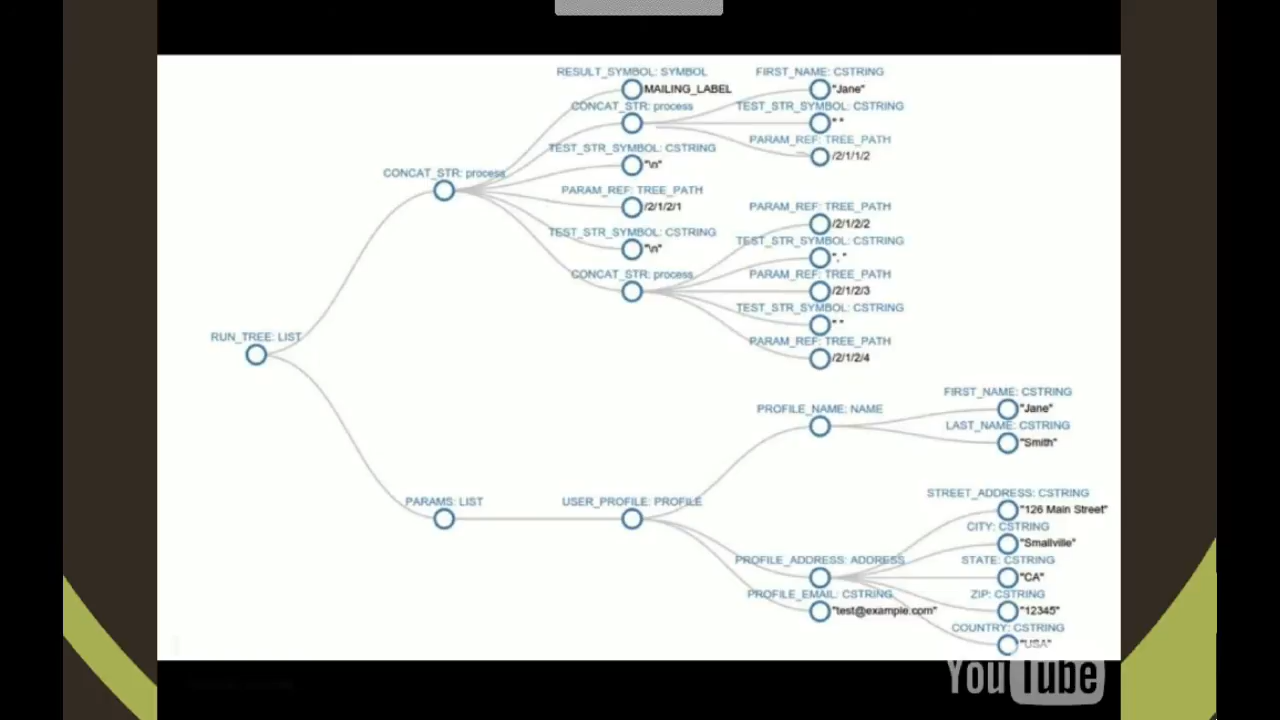 RESULT_SYMBOL: SYMBOL
MAILING_LABEL
CONCAT_STR: process
FIRST_NAME: CSTRING
"Jane"
TEST_STR_SYMBOL: CSTRING
" "
PARAM_REF: TREE_PATH
/2/1/1/2
CONCAT_STR: process
TEST_STR_SYMBOL: CSTRING
"\n"
PARAM_REF: TREE_PATH
/2/1/2/1
TEST_STR_SYMBOL: CSTRING
"\n"
CONCAT_STR: process
PARAM_REF: TREE_PATH
/2/1/2/2
TEST_STR_SYMBOL: CSTRING
", "
PARAM_REF: TREE_PATH
/2/1/2/3
TEST_STR_SYMBOL: CSTRING
" "
PARAM_REF: TREE_PATH
/2/1/2/4
RUN_TREE: LIST
PARAMS: LIST
USER_PROFILE: PROFILE
PROFILE_NAME: NAME
FIRST_NAME: CSTRING
"Jane"
LAST_NAME: CSTRING
"Smith"
PROFILE_ADDRESS: ADDRESS
STREET_ADDRESS: CSTRING
"126 Main Street"
CITY: CSTRING
"Smallville"
STATE: CSTRING
"CA"
ZIP: CSTRING
"12345"
COUNTRY: CSTRING
"USA"
PROFILE_EMAIL: CSTRING
"test@example.com"
YouTube